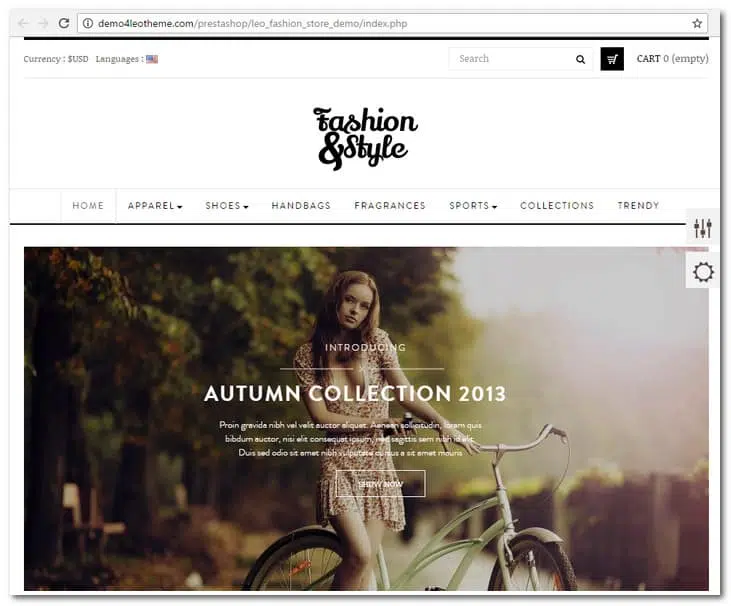 demo4leotheme.com/prestashop/leo_fashion_store_demo/index.php
Currency : $USD Languages :
Search
CART 0 (empty)
Fashion
&Style
HOME APPAREL SHOES HANDBAGS FRAGRANCES SPORTS COLLECTIONS TRENDY
INTRODUCING
AUTUMN COLLECTION 2013
Proin gravida nibh vel velit auctor aliquet. Aenean sollicitudin, lorem quis
bibdum auctor, nisi elit consequat ipsum, nec sagittis sem nibh id elit.
Duis sed odio sit amet nibh vulputate cursus a sit amet mauris
SHOW NOW